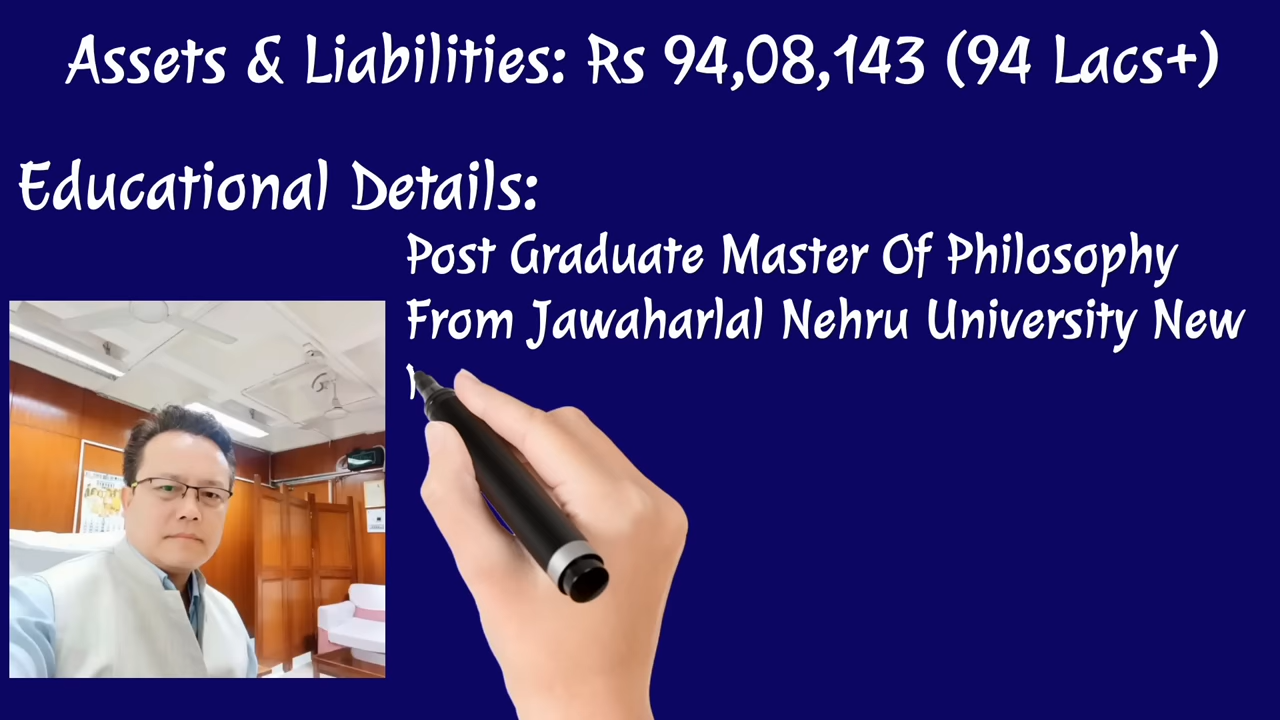 Assets & Liabilities: Rs 94,08,143 (94 Lacs+)
Educational Details:
Post Graduate Master Of Philosophy
From Jawaharlal Nehru University New